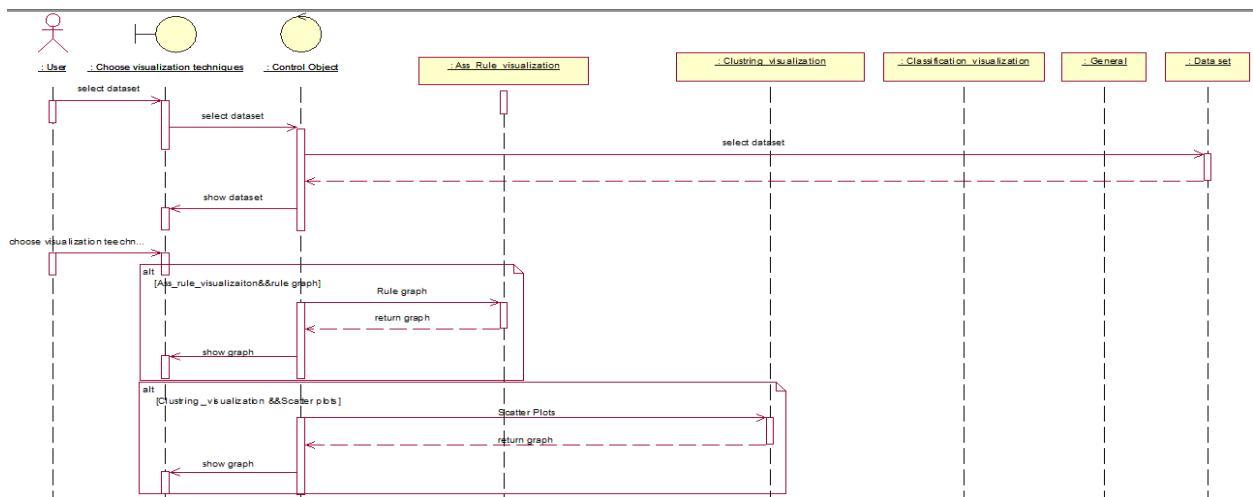 : User
: Choose visualization techniques
: Control Object
: Ass_Rule_visualization
: Clustring_visualization
: Classification_visualization
: General
: Data set
select dataset
select dataset
select dataset
show dataset
choose visualization teechn...
alt
[Ass_rule_visualizaiton&&rule graph]
Rule graph
return graph
show graph
alt
[Clustring_visualization &&Scatter plots]
Scatter Plots
return graph
show graph